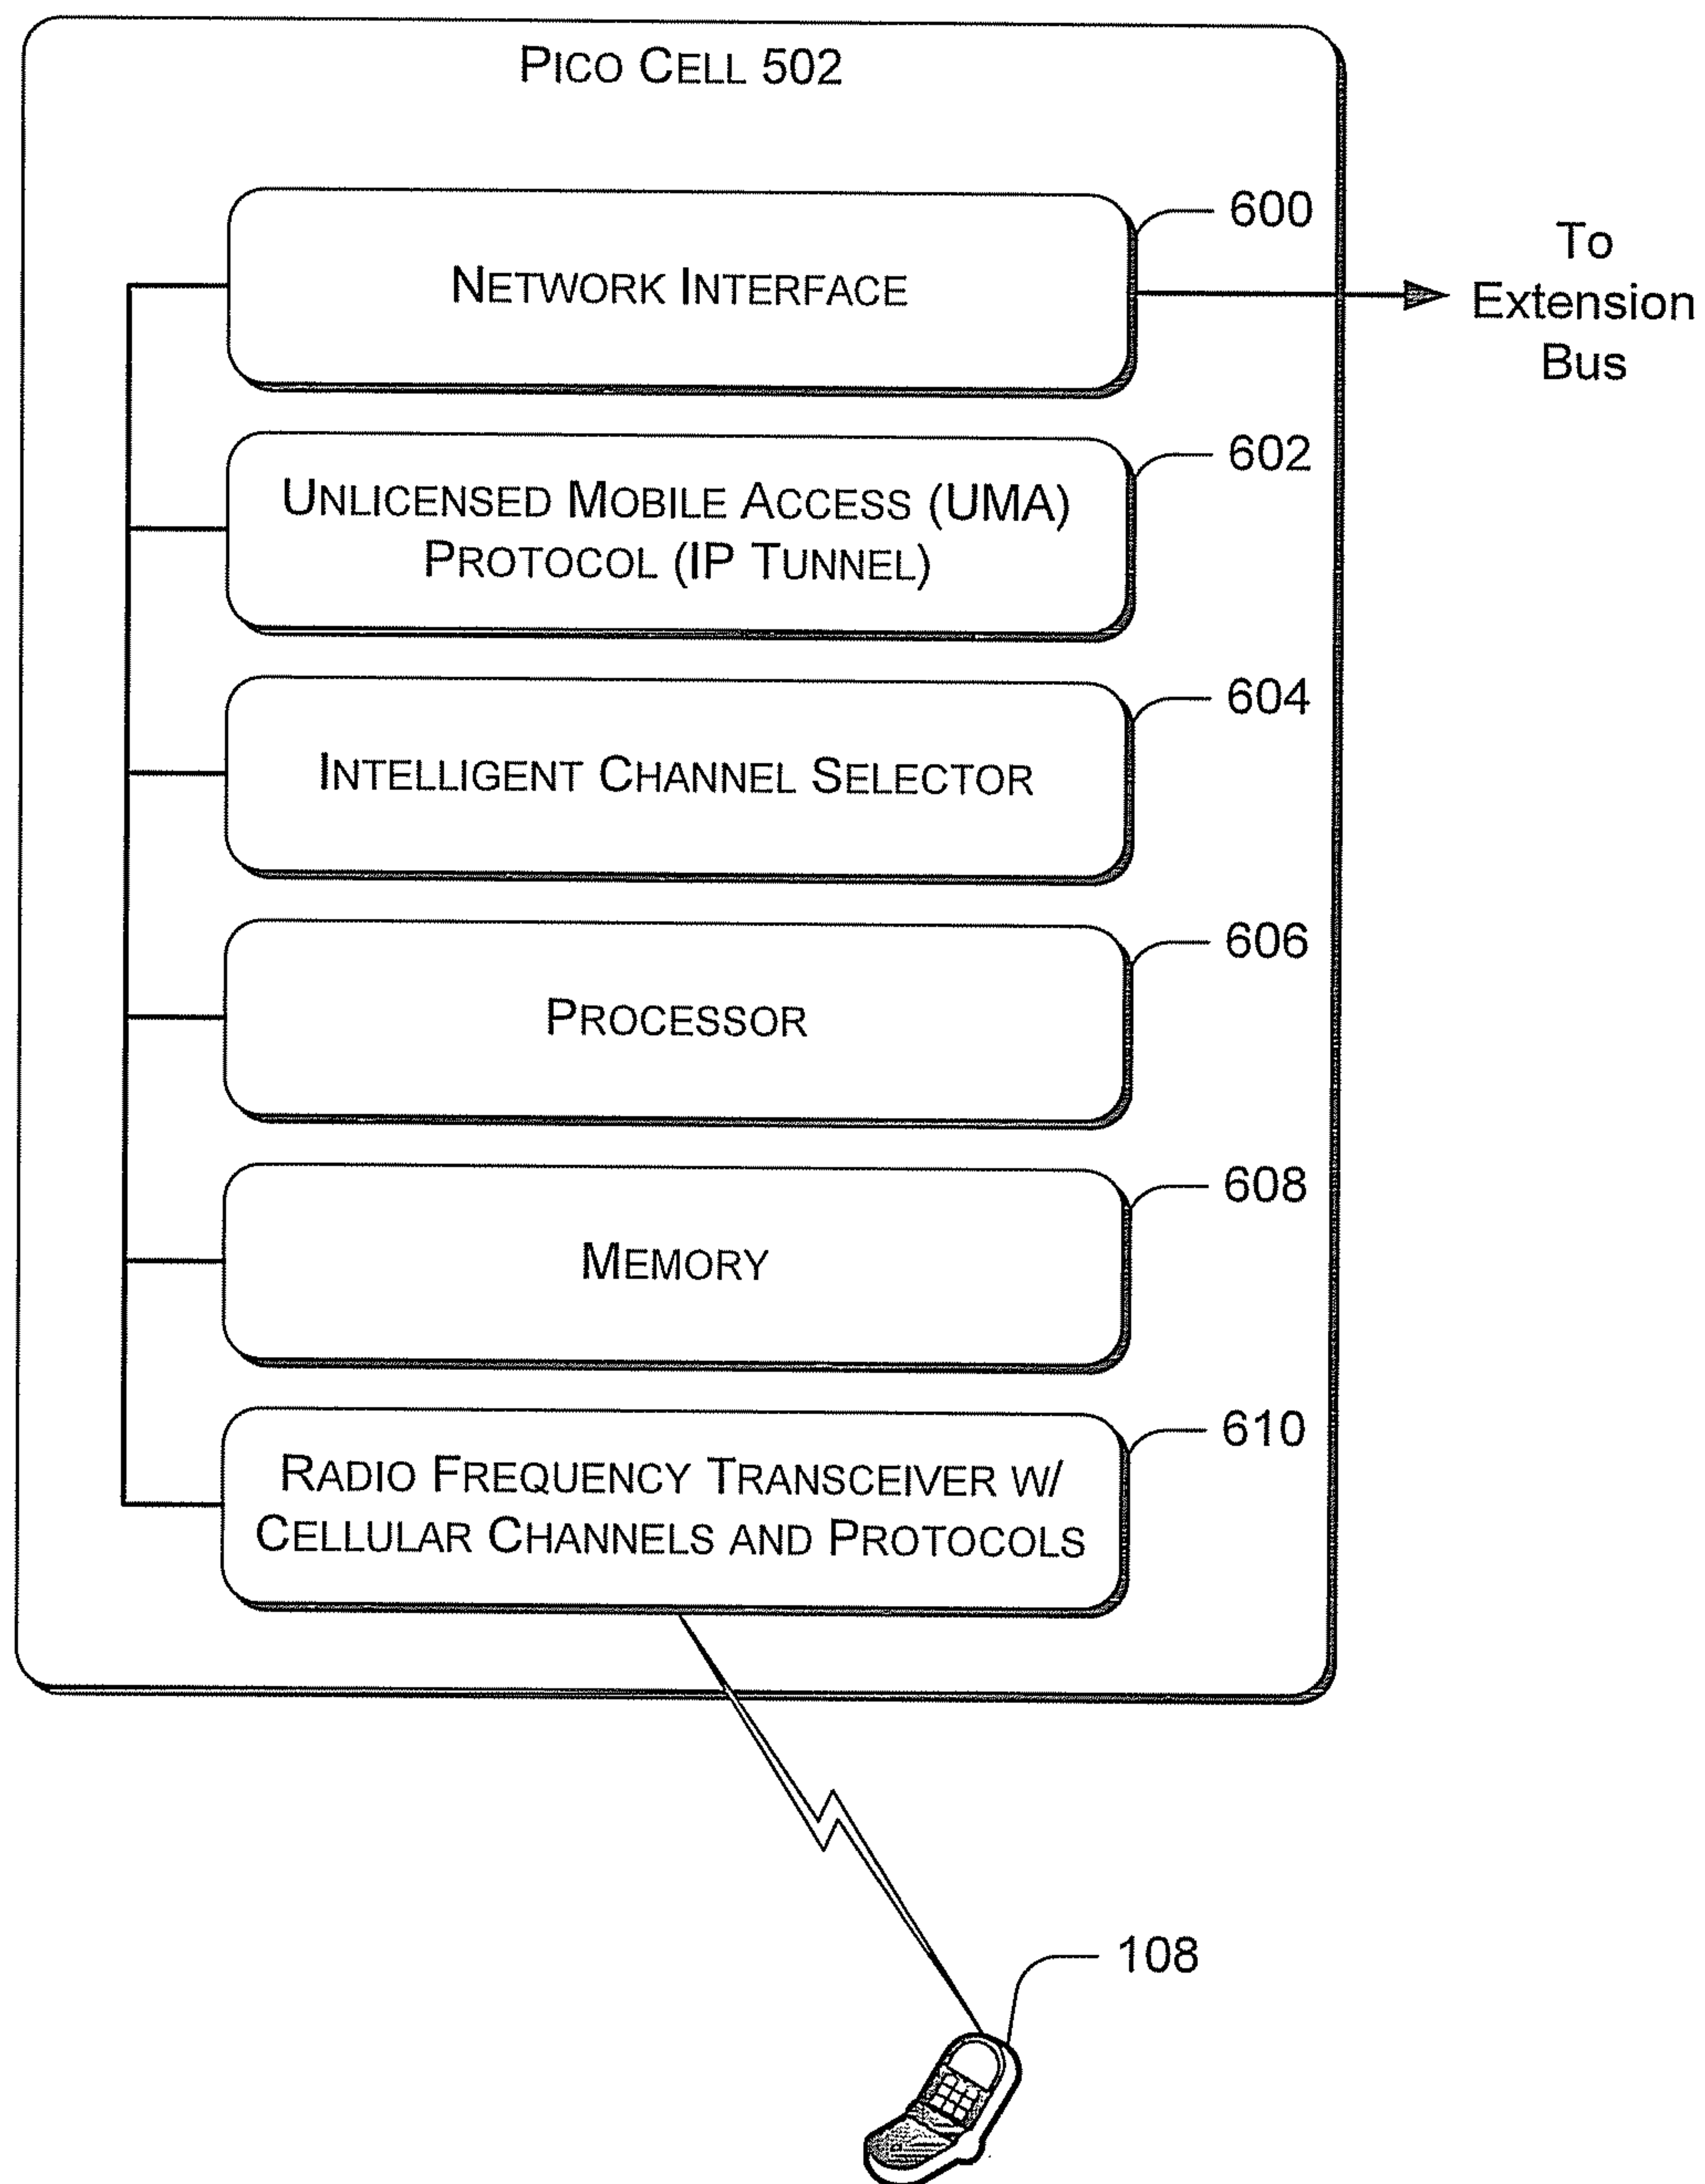 PICO CELL 502
600
NETWORK INTERFACE
To
Extension
Bus
602
UNLICENSED MOBILE ACCESS (UMA)
PROTOCOL (IP TUNNEL)
604
INTELLIGENT CHANNEL SELECTOR
606
PROCESSOR
608
MEMORY
610
RADIO FREQUENCY TRANSCEIVER W/
CELLULAR CHANNELS AND PROTOCOLS
108